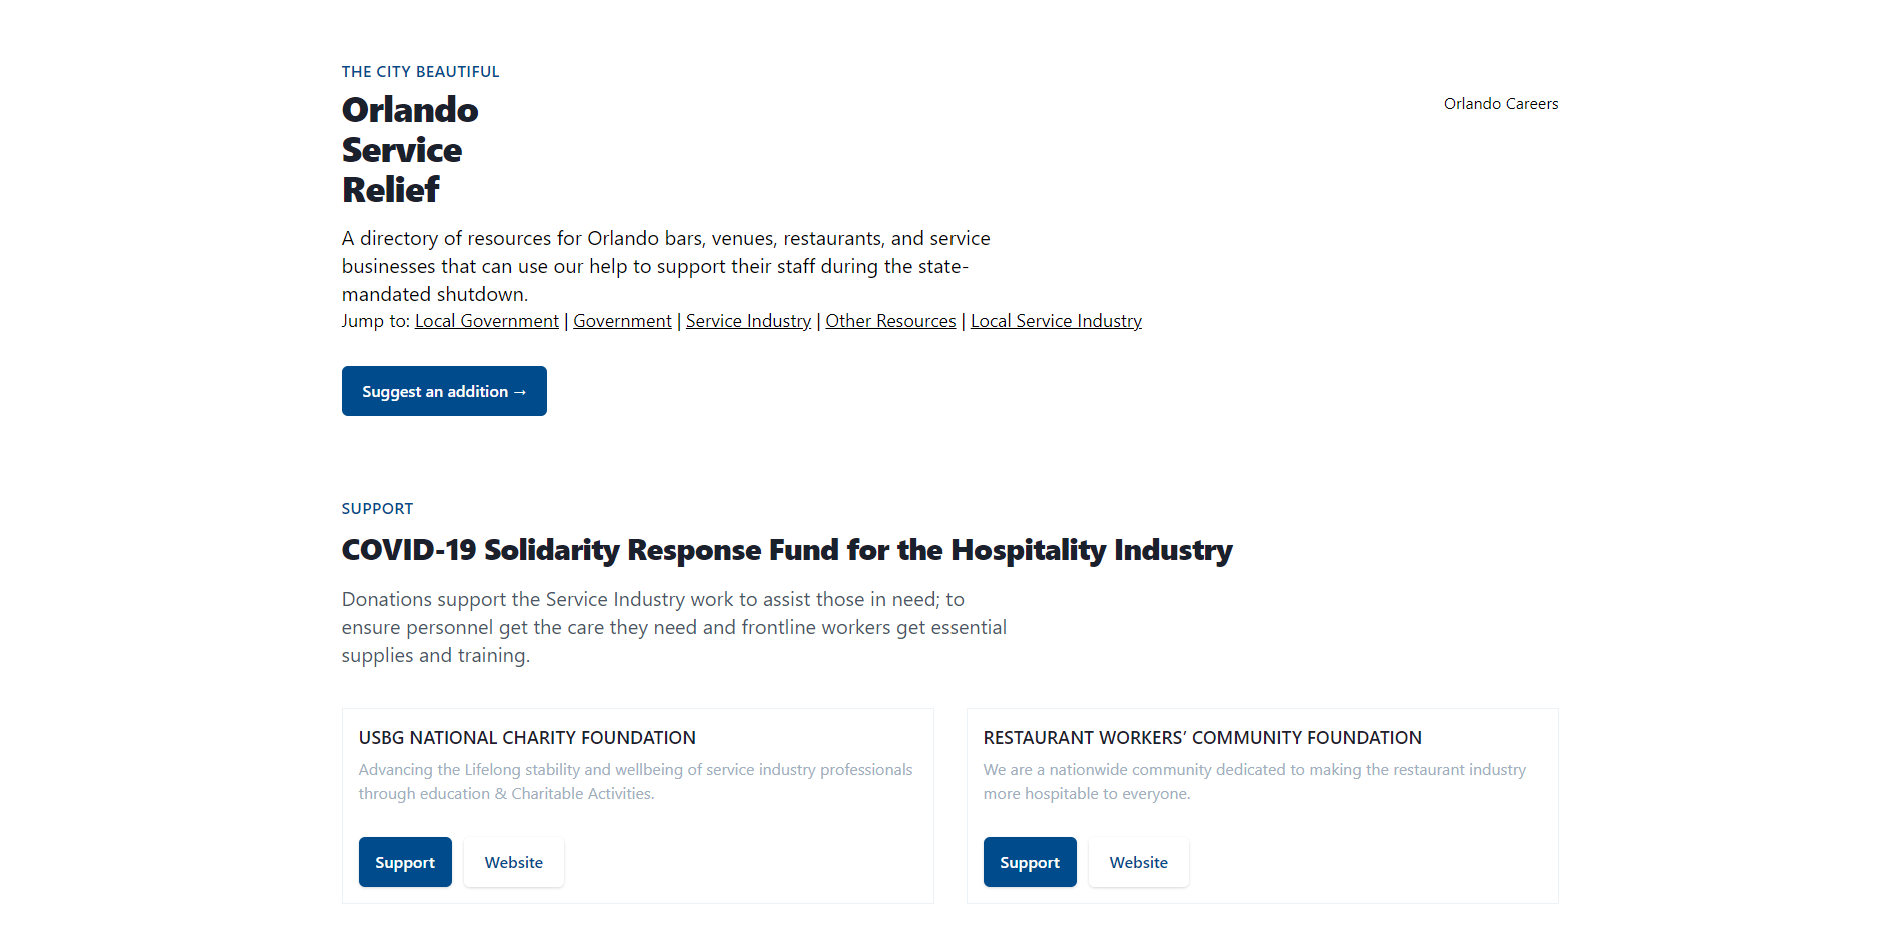 THE CITY BEAUTIFUL
Orlando
Service
Relief
Orlando Careers
A directory of resources for Orlando bars, venues, restaurants, and service
businesses that can use our help to support their staff during the state-
mandated shutdown.
Jump to: Local Government | Government | Service Industry | Other Resources | Local Service Industry
Suggest an addition →
SUPPORT
COVID-19 Solidarity Response Fund for the Hospitality Industry
Donations support the Service Industry work to assist those in need; to
ensure personnel get the care they need and frontline workers get essential
supplies and training.
USBG NATIONAL CHARITY FOUNDATION
Advancing the Lifelong stability and wellbeing of service industry professionals
through education & Charitable Activities.
Support Website
RESTAURANT WORKERS’ COMMUNITY FOUNDATION
We are a nationwide community dedicated to making the restaurant industry
more hospitable to everyone.
Support Website